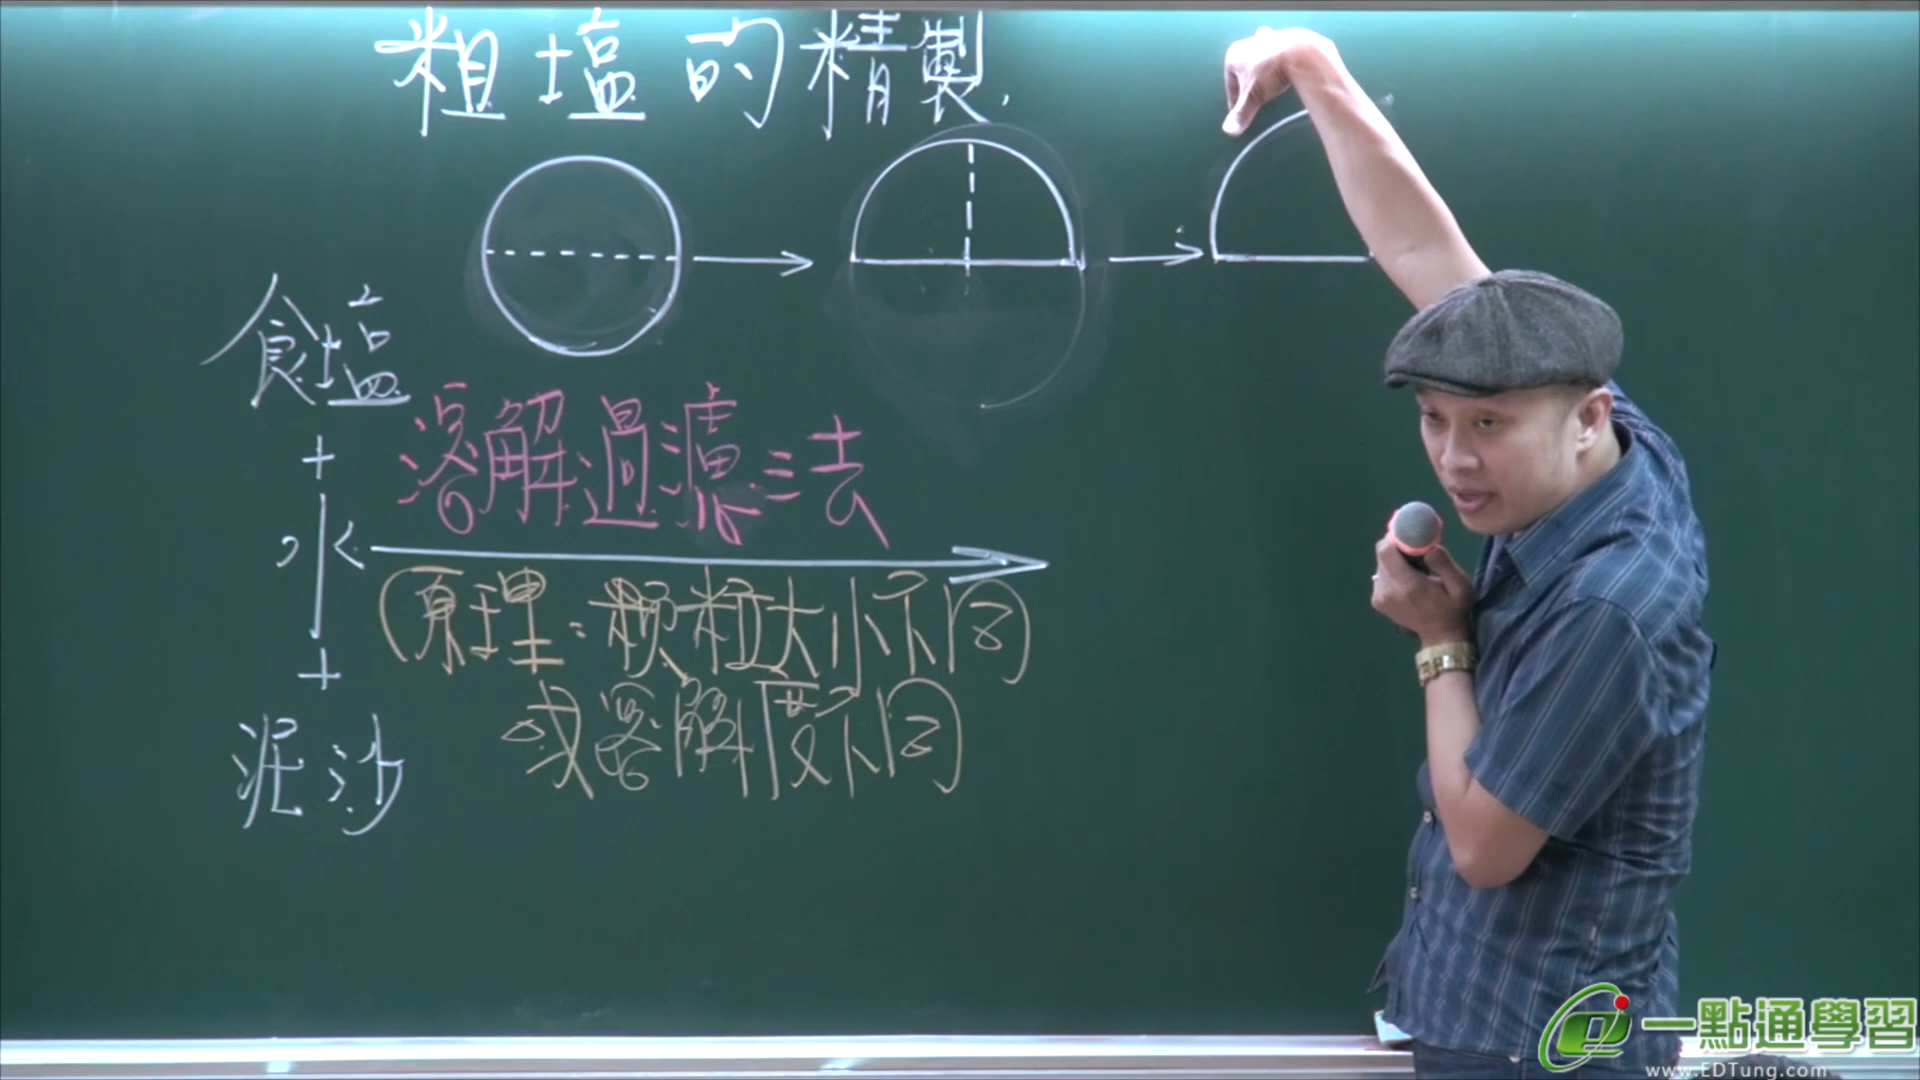 粗塩的精製
食塩
+
水
+
泥沙
溶解過濾法
(原理:顆粒大小不同)
或溶解度不同
一點通學習
www.EDTung.com